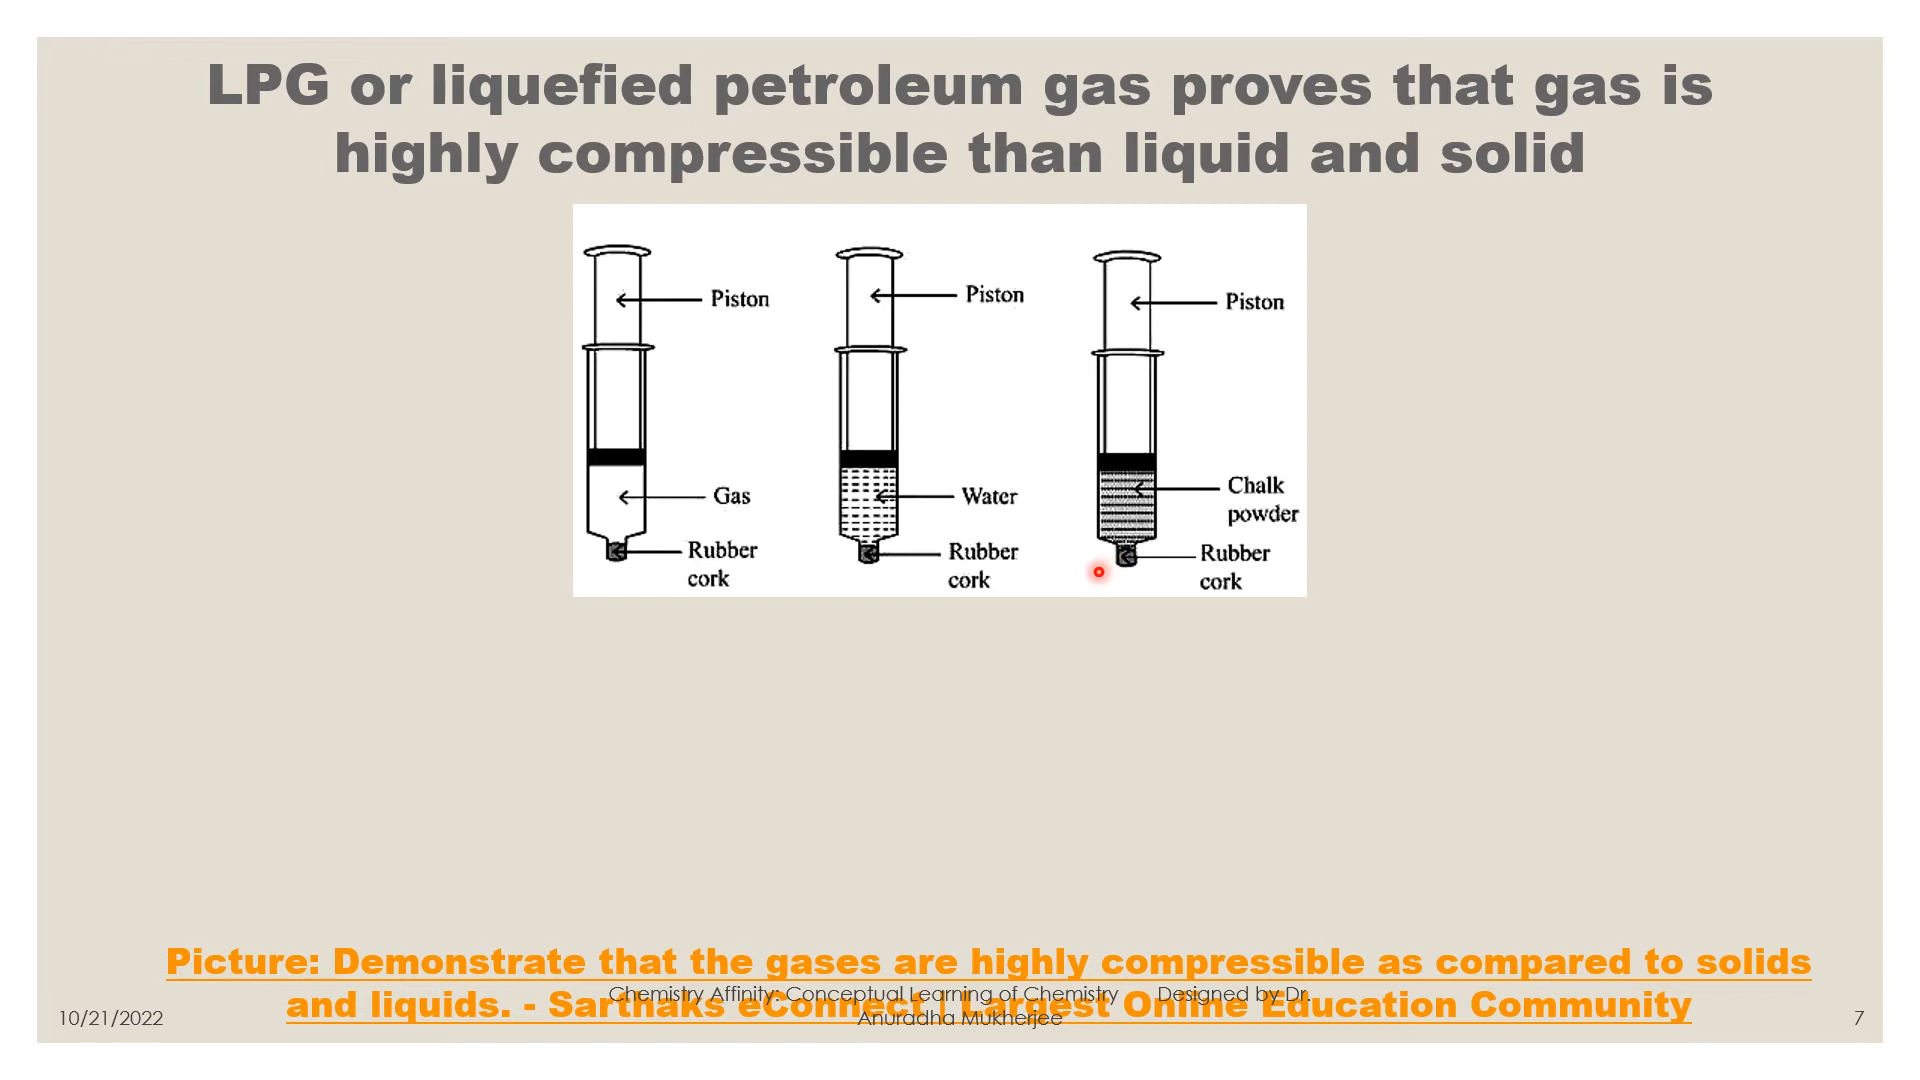 LPG or liquefied petroleum gas proves that gas is
highly compressible than liquid and solid
Piston
Piston
Piston
Gas
Water
Chalk
powder
Rubber
cork
Rubber
cork
Rubber
cork
Picture: Demonstrate that the gases are highly compressible as compared to solids
and liquids. - Sarthaks eConnect | Largest Online Education Community
Chemistry Affinity: Conceptual Learning of Chemistry Designed by Dr.
Anuradha Mukherjee
10/21/2022
7